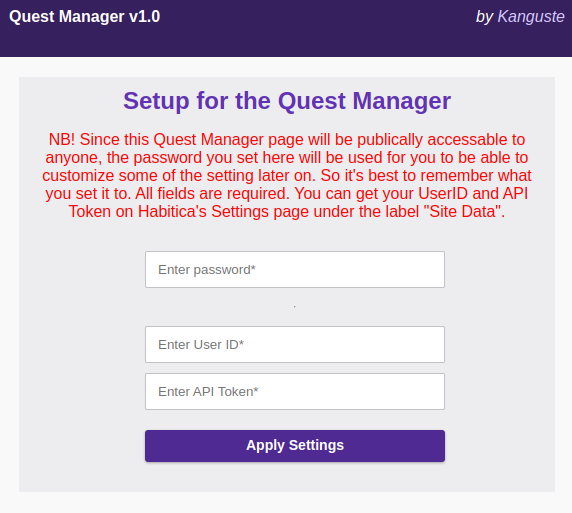 Quest Manager v1.0
by Kanguste
Setup for the Quest Manager
NB! Since this Quest Manager page will be publically accessable to
anyone, the password you set here will be used for you to be able to
customize some of the setting later on. So it's best to remember what
you set it to. All fields are required. You can get your UserID and API
Token on Habitica's Settings page under the label "Site Data".
Enter password*
.
Enter User ID*
Enter API Token*
Apply Settings